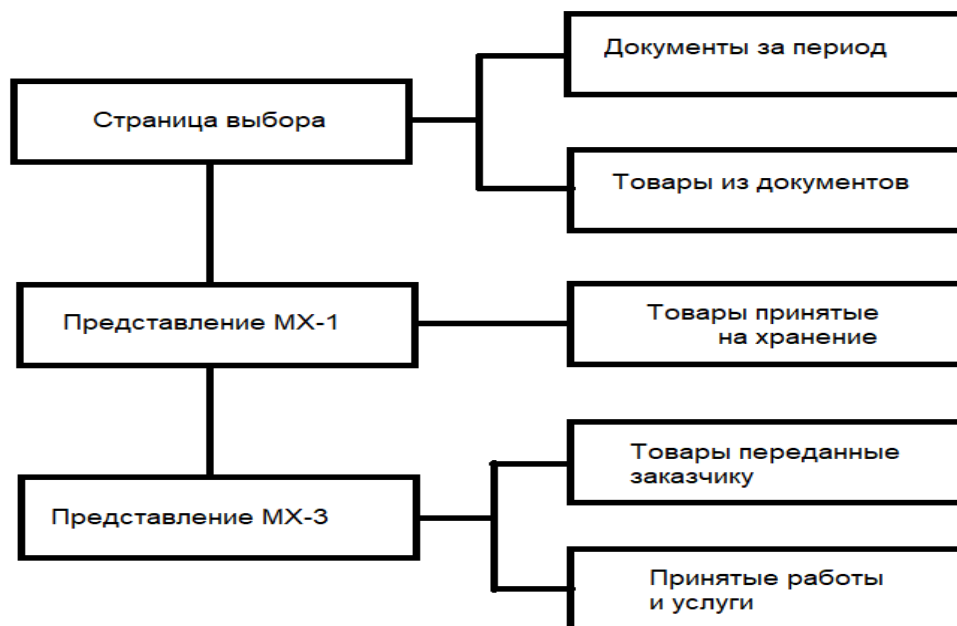 Документы за период
Страница выбора
Товары из документов
Представление МХ-1
Товары принятые
на хранение
Товары переданные
заказчику
Представление МХ-3
Принятые работы
и услуги